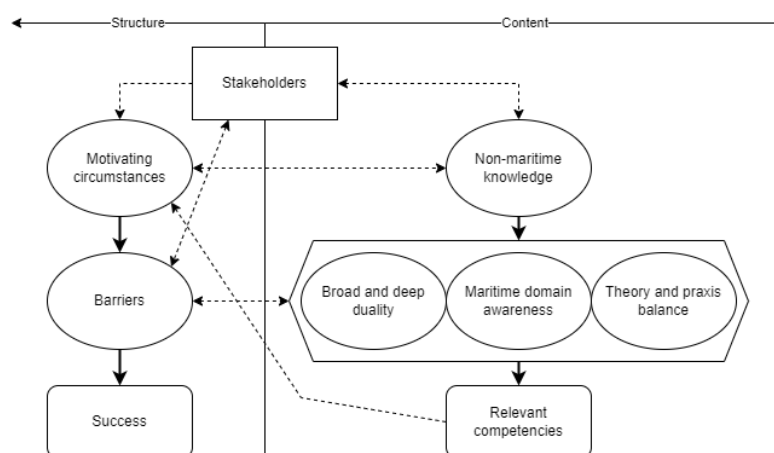 Structure
Content
Stakeholders
Motivating
circumstances
Non-maritime
knowledge
Barriers
Broad and deep
duality
Maritime domain
awareness
Theory and praxis
balance
Success
Relevant
competencies